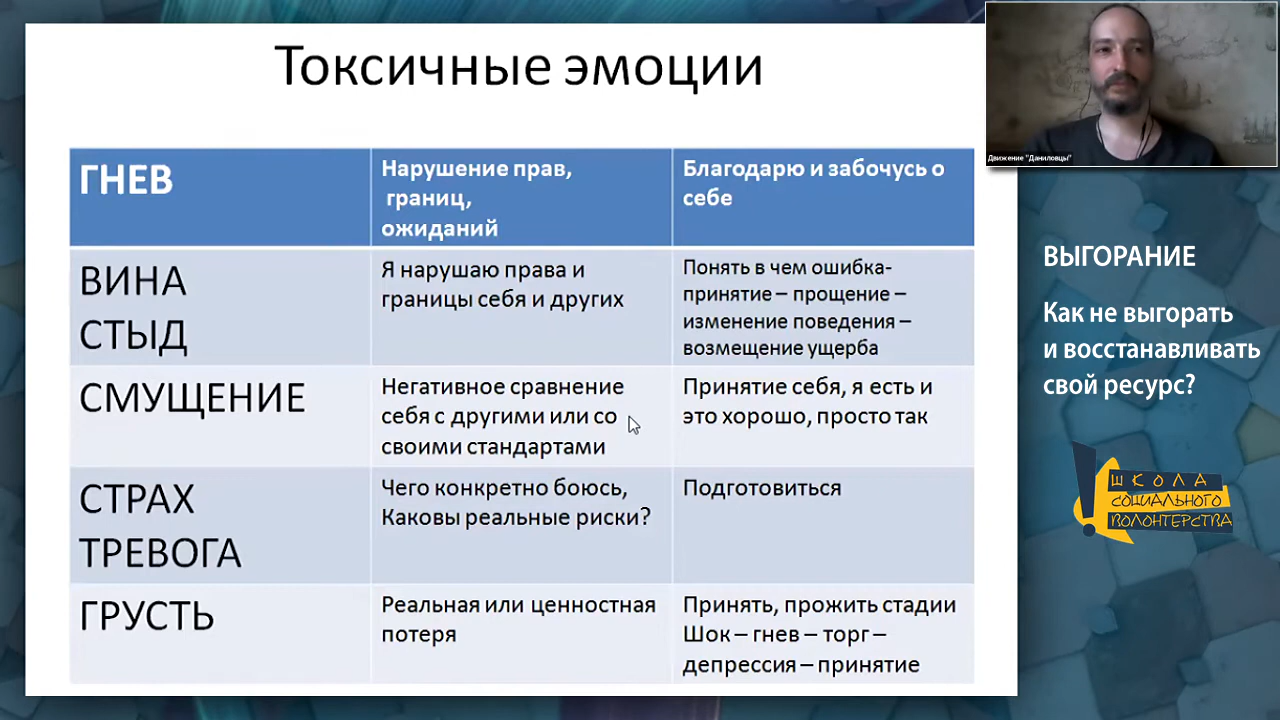 Токсичные эмоции
ГНЕВ
Нарушение прав,
границ,
ожиданий
Благодарю и забочусь о
себе
ВИНА
СТЫД
Я нарушаю права и
границы себя и других
Понять в чем ошибка-
принятие – прощение –
изменение поведения –
возмещение ущерба
СМУЩЕНИЕ
Негативное сравнение
себя с другими или со
своими стандартами
Принятие себя, я есть и
это хорошо, просто так
СТРАХ
ТРЕВОГА
Чего конкретно боюсь,
Каковы реальные риски?
Подготовиться
ГРУСТЬ
Реальная или ценностная
потеря
Принять, прожить стадии
Шок – гнев – торг –
депрессия – принятие
Движение "Даниловцы"
ВЫГОРАНИЕ
Как не выгорать
и восстанавливать
свой ресурс?
ШКОЛА
СОЦИАЛЬНОГО
ВОЛОНТЕРСТВА